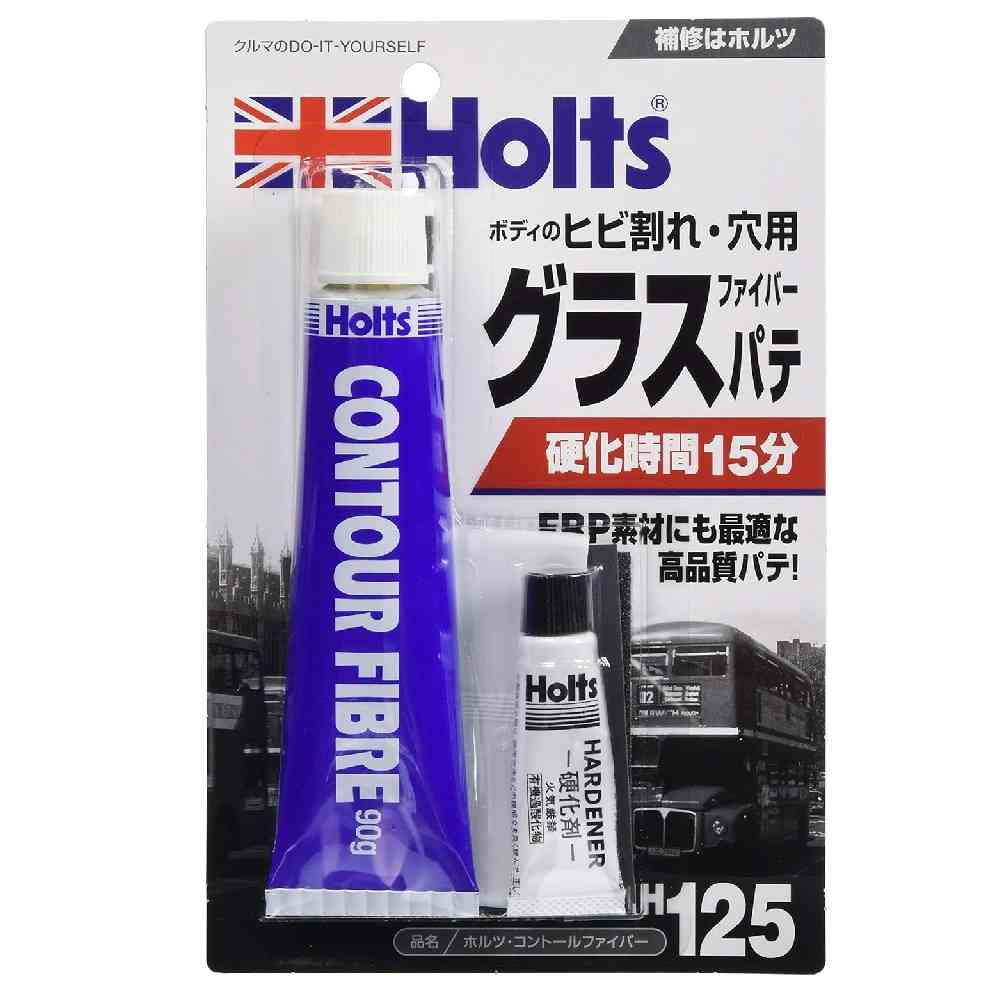 クルマのDO-IT-YOURSELF
補修はホルツ
Holts®
ボディのヒビ割れ・穴用
グラスファイバーパテ
硬化時間15分
FRP素材にも最適な
高品質パテ!
Holts
CONTOUR FIBRE 90g
Holts
HARDENER
ー硬化剤ー
火気厳禁
有機過酸化物
112
MH125
品名/ホルツ・コントールファイバー